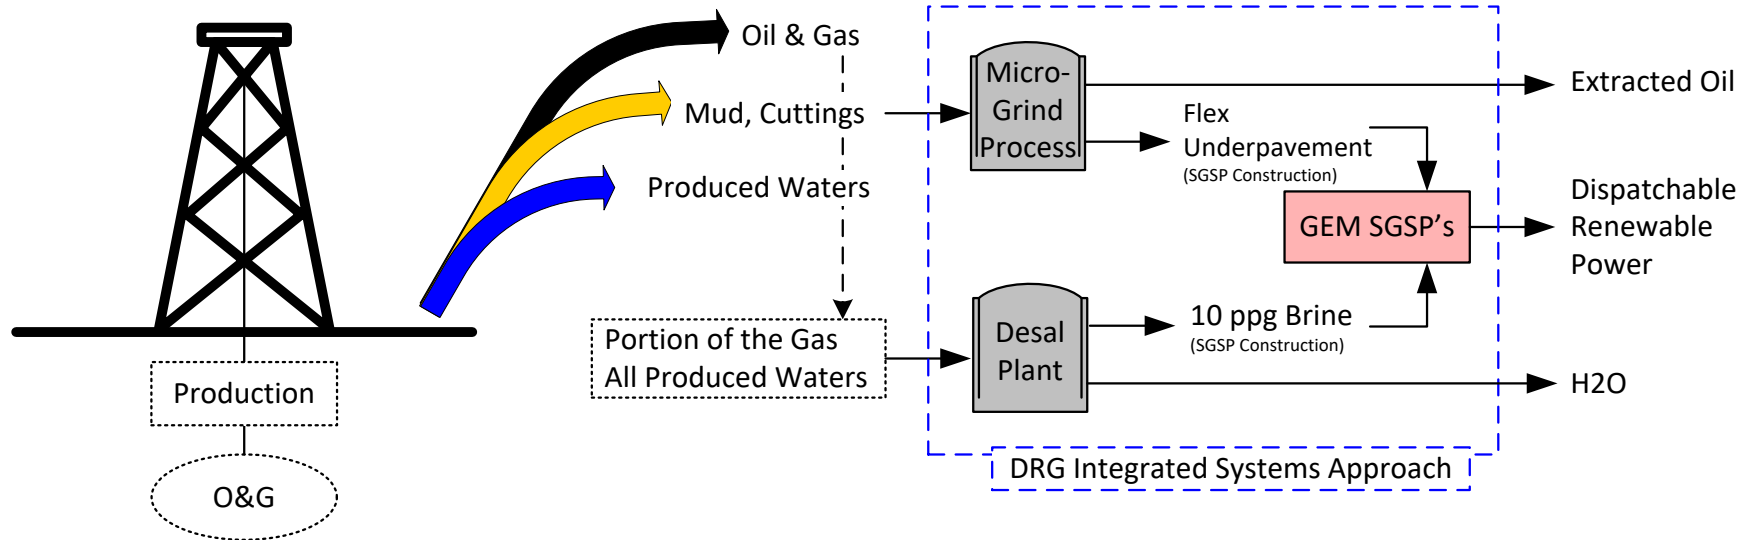 Oil & Gas
Mud, Cuttings
Produced Waters
Portion of the Gas
All Produced Waters
Production
O&G
Micro-
Grind
Process
Flex
Underpavement
(SGSP Construction)
GEM SGSP's
Desal
Plant
10 ppg Brine
(SGSP Construction)
DRG Integrated Systems Approach
Extracted Oil
Dispatchable
Renewable
Power
H2O